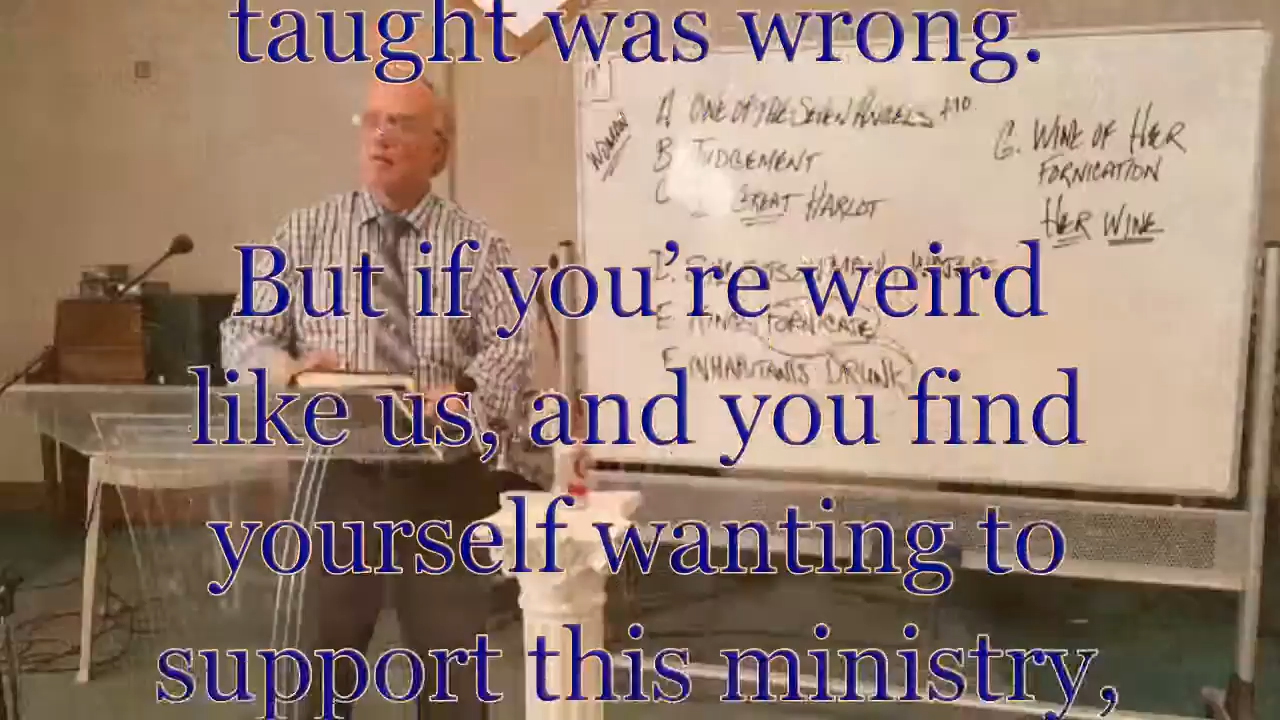 taught was wrong.
But if you're weird
like us, and you find
yourself wanting to
support this ministry,
WOMAN
A ONE OF THE SEVEN ANGELS
B JUDGEMENT
C GREAT HARLOT
E KINGS FORNICATE
F INHABITANTS DRUNK
G. WINE OF HER
FORNICATION
HER WINE